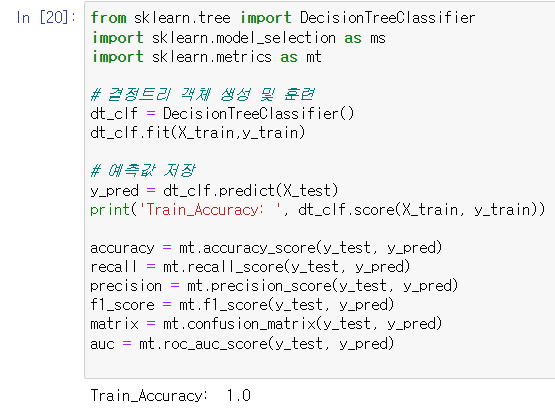 In [20]: from sklearn.tree import DecisionTreeClassifier
import sklearn.model_selection as ms
import sklearn.metrics as mt
# 결정트리 객체 생성 및 훈련
dt_clf = DecisionTreeClassifier()
dt_clf.fit(X_train,y_train)
# 예측값 저장
y_pred = dt_clf.predict(X_test)
print('Train_Accuracy: ', dt_clf.score(X_train, y_train))
accuracy = mt.accuracy_score(y_test, y_pred)
recall = mt.recall_score(y_test, y_pred)
precision = mt.precision_score(y_test, y_pred)
f1_score = mt.f1_score(y_test, y_pred)
matrix = mt.confusion_matrix(y_test, y_pred)
auc = mt.roc_auc_score(y_test, y_pred)
Train_Accuracy:  1.0